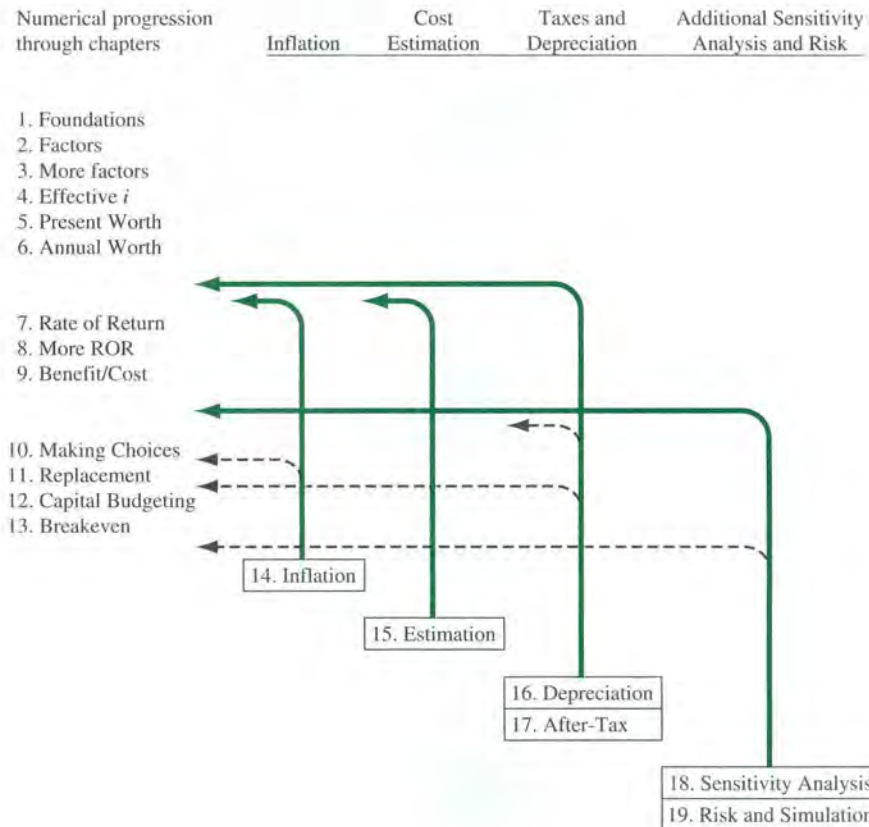 Numerical progression
through chapters
Inflation
Cost
Estimation
Taxes and
Depreciation
Additional Sensitivity
Analysis and Risk
1. Foundations
2. Factors
3. More factors
4. Effective i
5. Present Worth
6. Annual Worth
7. Rate of Return
8. More ROR
9. Benefit/Cost
10. Making Choices
11. Replacement
12. Capital Budgeting
13. Breakeven
14. Inflation
15. Estimation
16. Depreciation
17. After-Tax
18. Sensitivity Analysis
19. Risk and Simulation